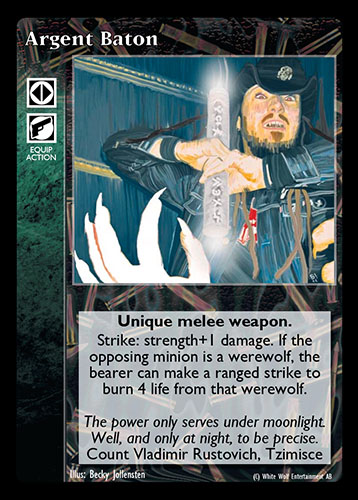 Argent Baton
EQUIP
ACTION
Unique melee weapon.
Strike: strength+1 damage. If the
opposing minion is a werewolf, the
bearer can make a ranged strike to
burn 4 life from that werewolf.
The power only serves under moonlight.
Well, and only at night, to be precise.
Count Vladimir Rustovich, Tzimisce
Illus: Becky Jollensten
(C) White Wolf Entertainment AB